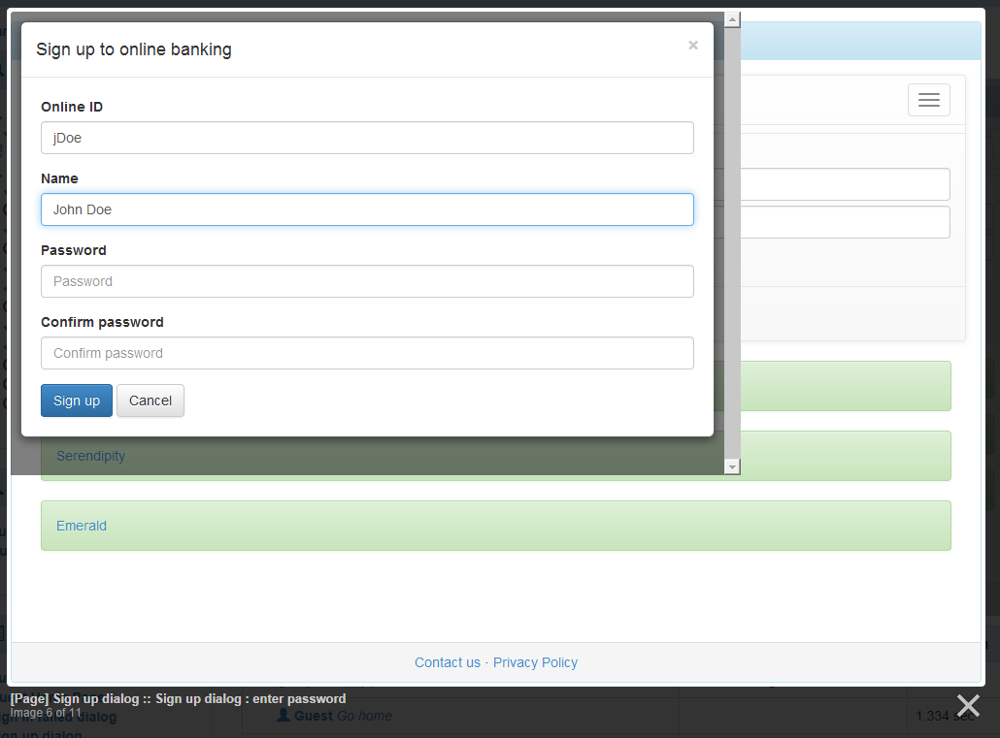 Sign up to online banking
×
Online ID
jDoe
Name
John Doe
Password
Password
Confirm password
Confirm password
Sign up Cancel
Serendipity
Emerald
Contact us · Privacy Policy
[Page] Sign up dialog :: Sign up dialog : enter password
Image 6 of 11
Guest Go home
1.334 sec